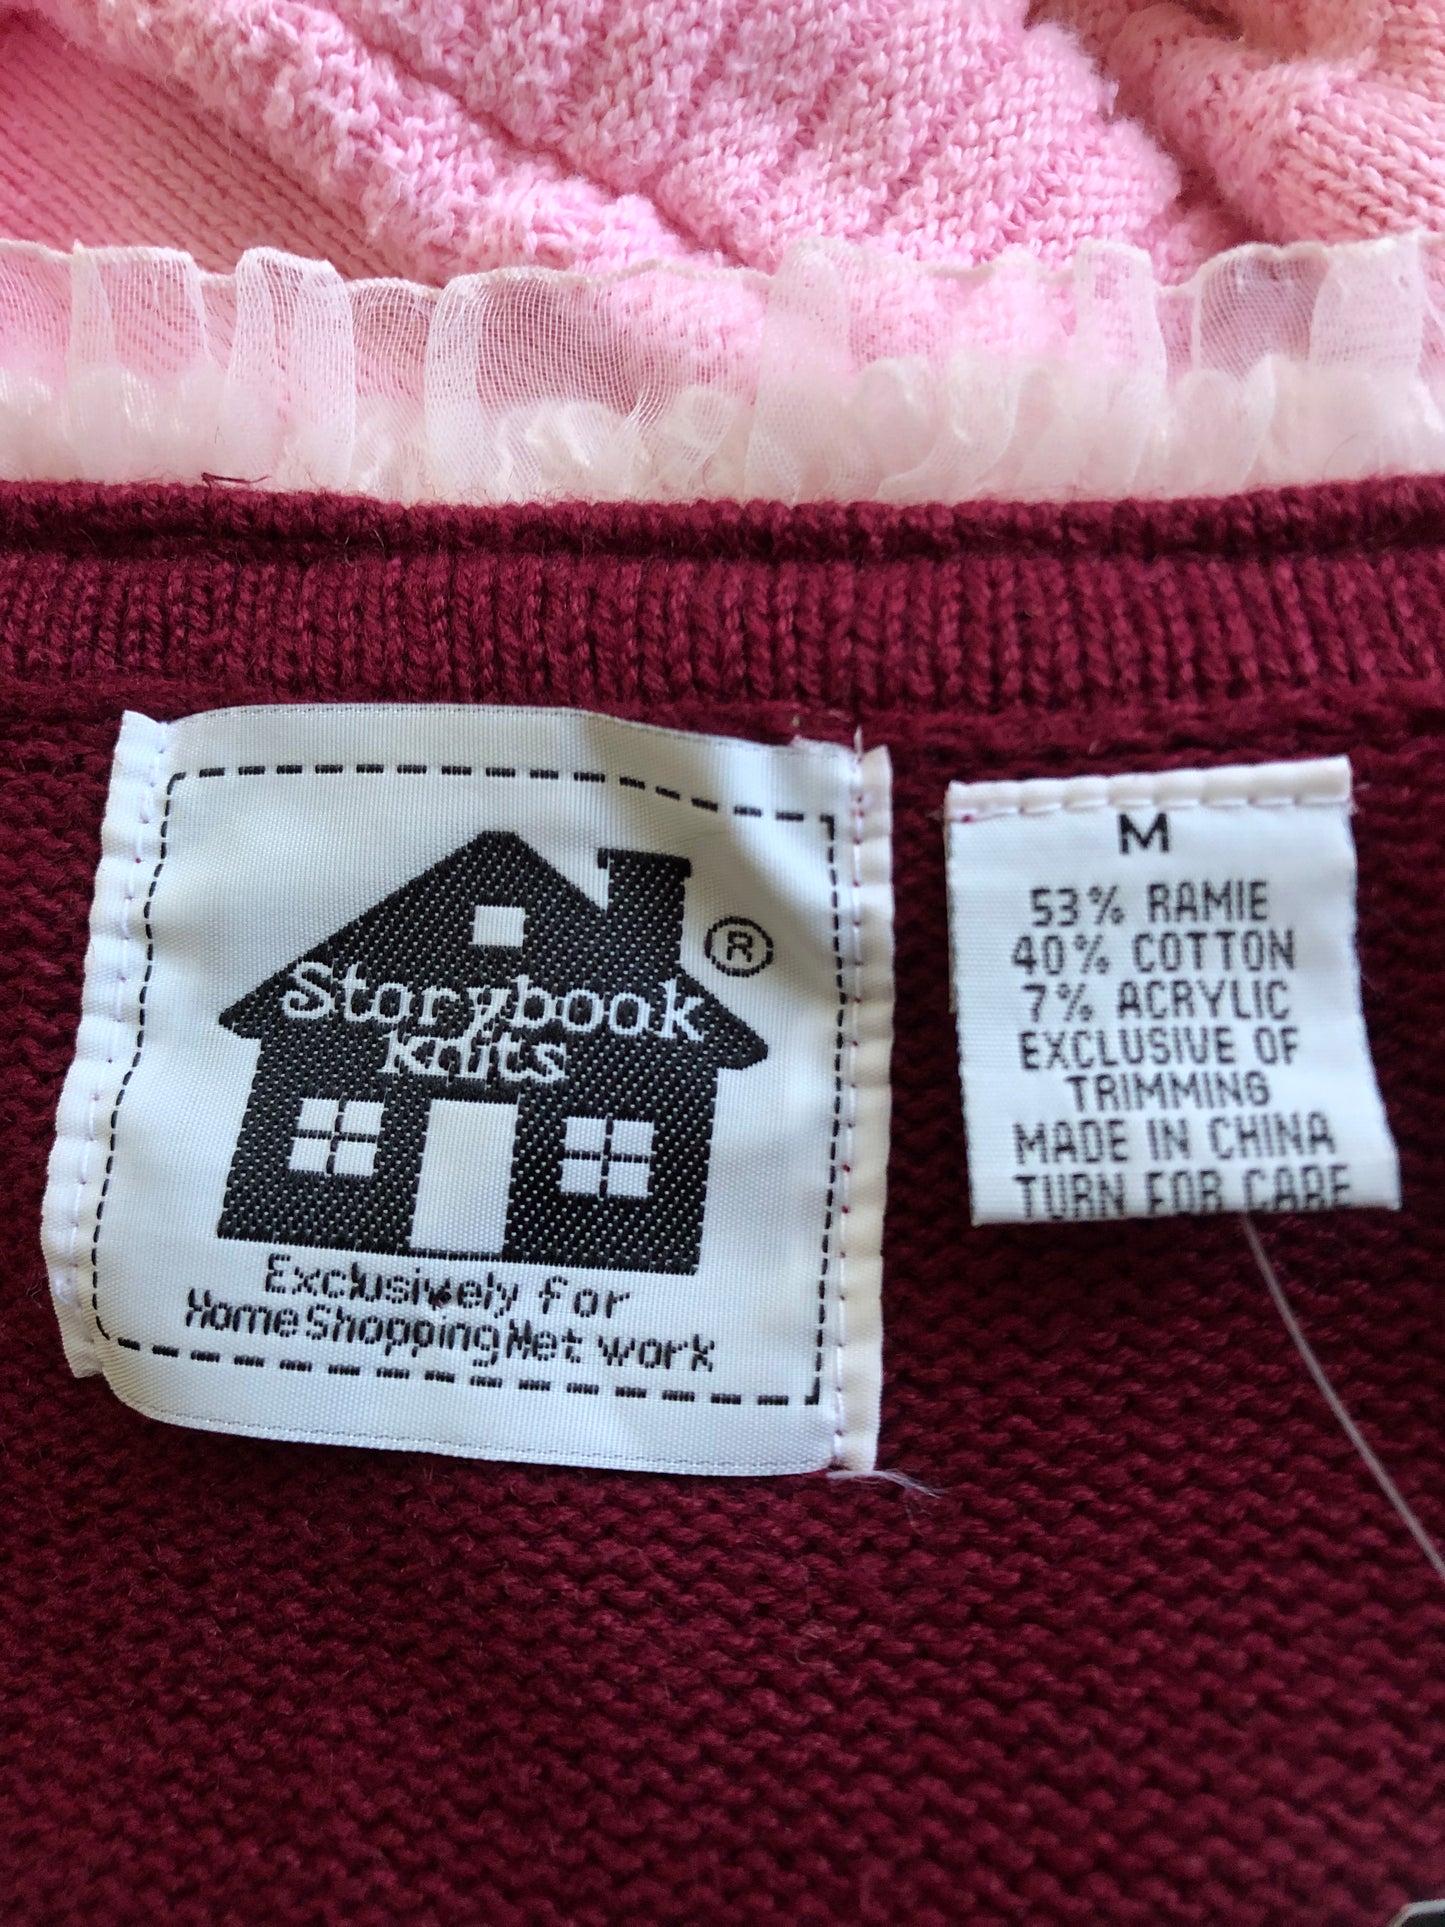 Storybook
Knits
®
Exclusively for
Home Shopping Network
M
53% RAMIE
40% COTTON
7% ACRYLIC
EXCLUSIVE OF
TRIMMING
MADE IN CHINA
TURN FOR CARE